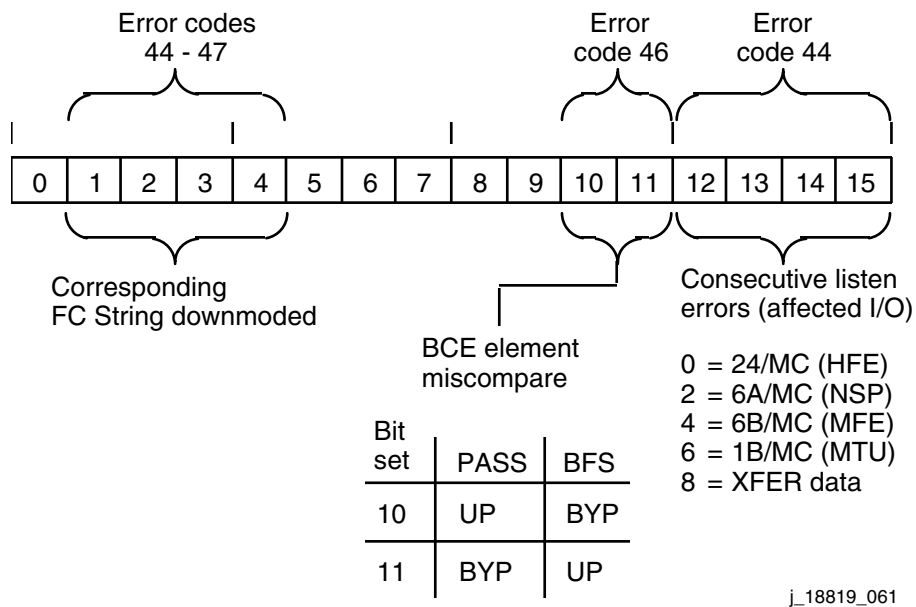 Error codes
44 - 47
Error
code 46
Error
code 44
0 1 2 3 4 5 6 7 8 9 10 11 12 13 14 15
Corresponding
FC String downmoded
BCE element
miscompare
Consecutive listen
errors (affected I/O)
0 = 24/MC (HFE)
2 = 6A/MC (NSP)
4 = 6B/MC (MFE)
6 = 1B/MC (MTU)
8 = XFER data
Bit
set PASS BFS
10 UP BYP
11 BYP UP
j_18819_061